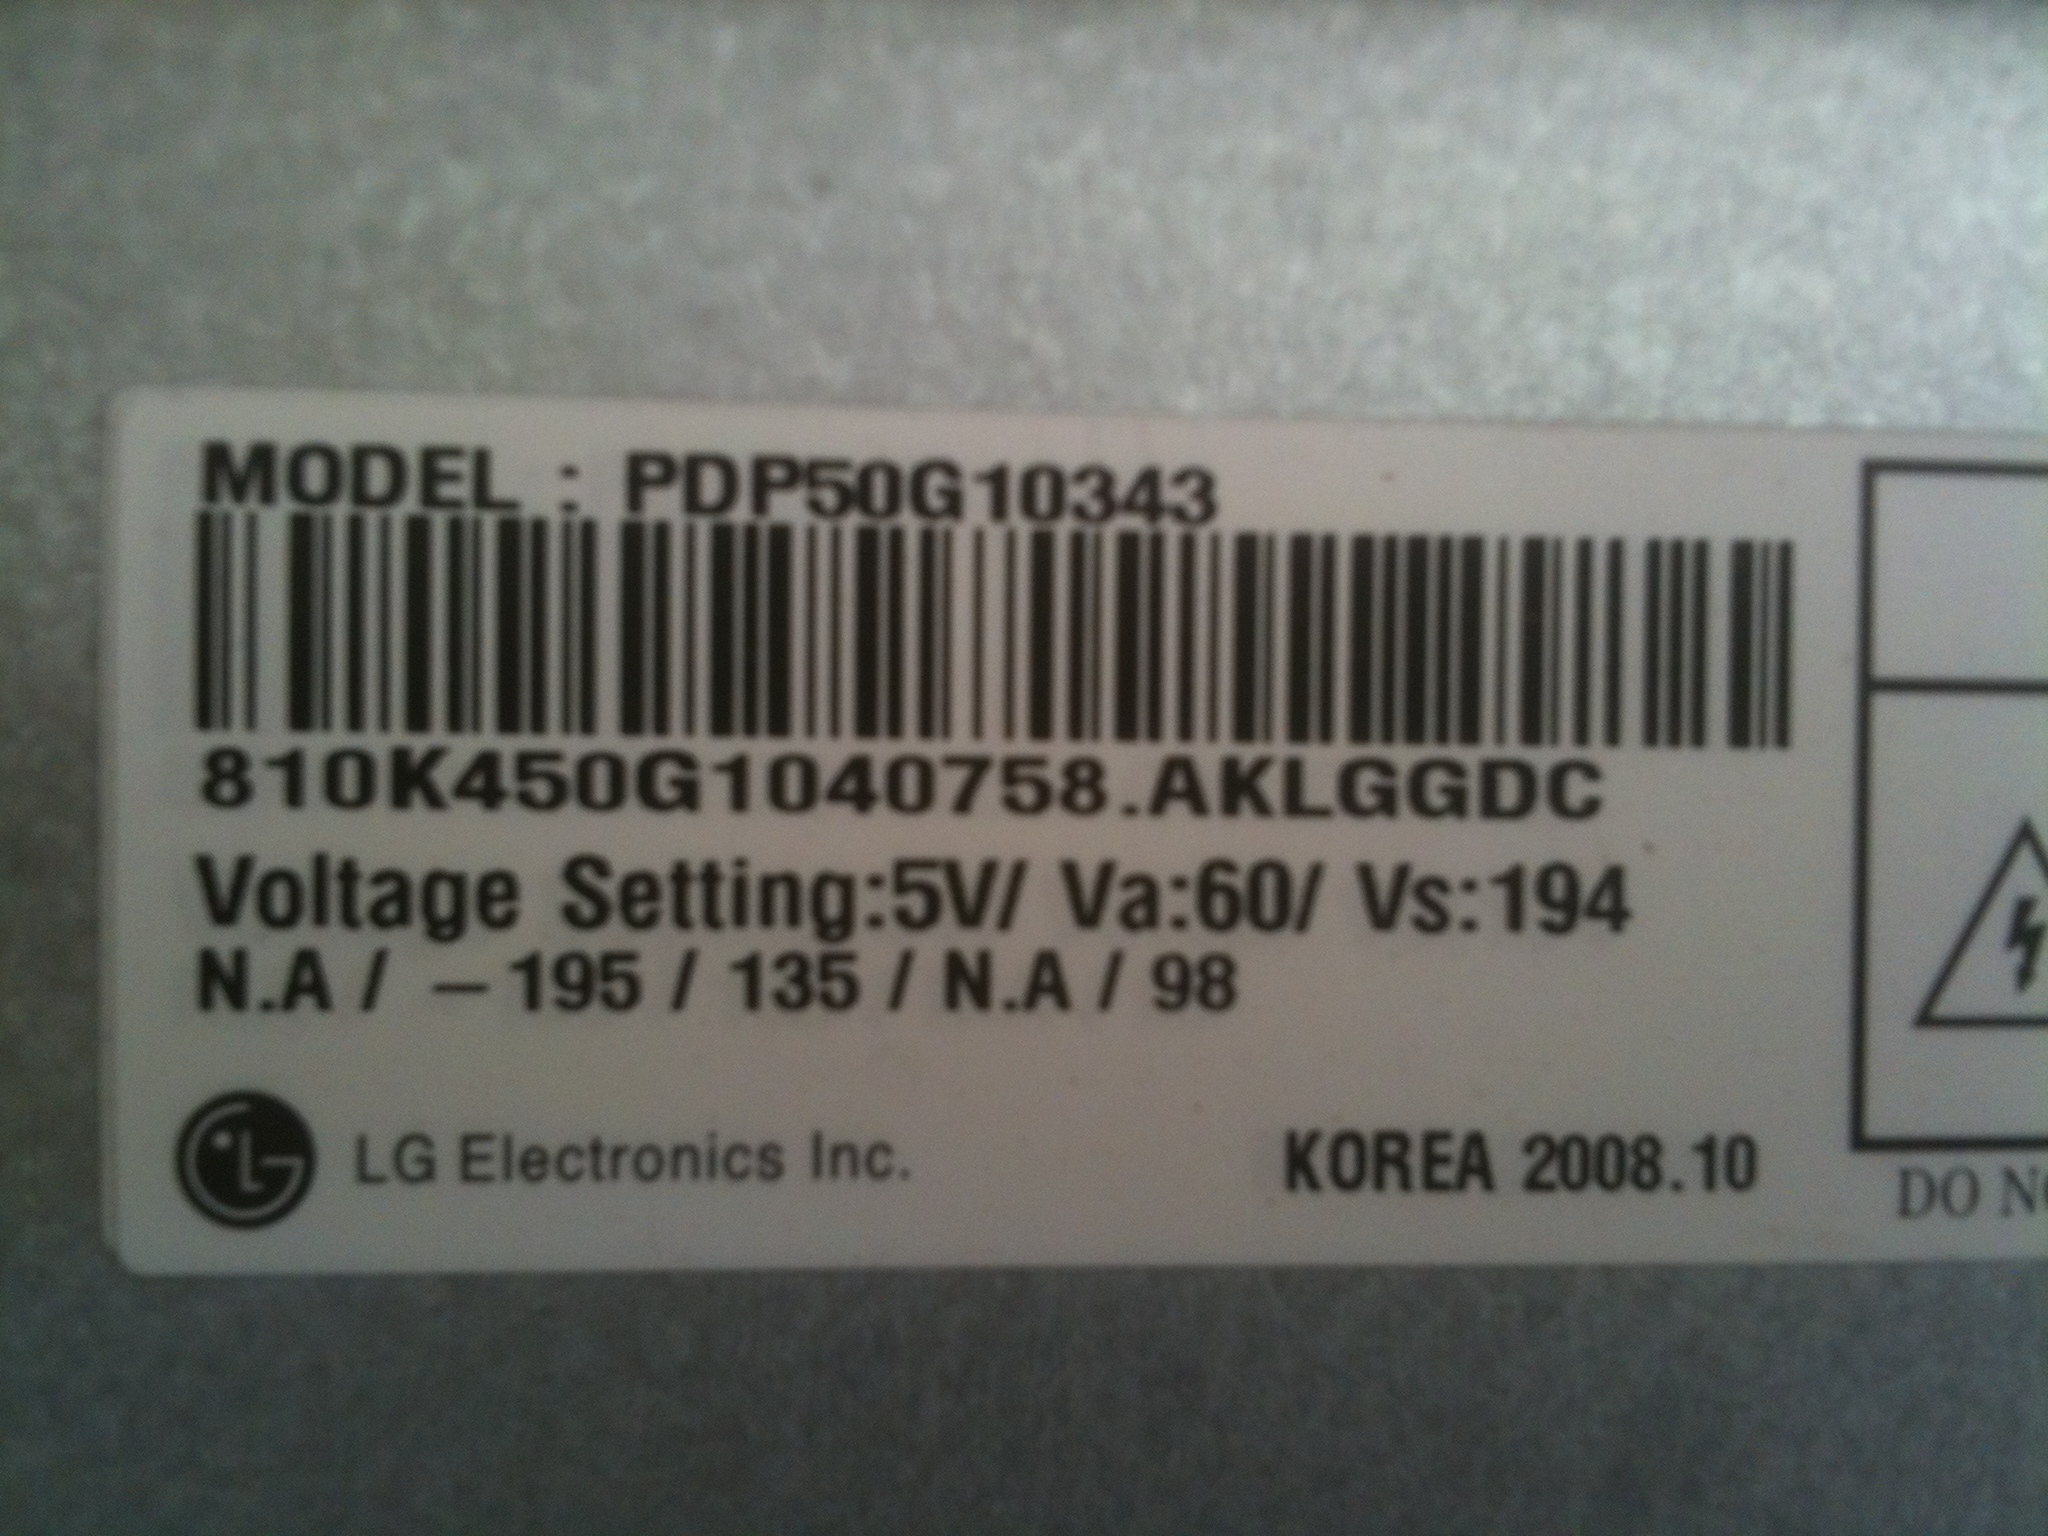 MODEL : PDP50G10343
810K450G1040758.AKLGGDC
Voltage Setting:5V/ Va:60/ Vs:194
N.A / – 195 / 135 / N.A / 98
LG Electronics Inc.
KOREA 2008.10
DO